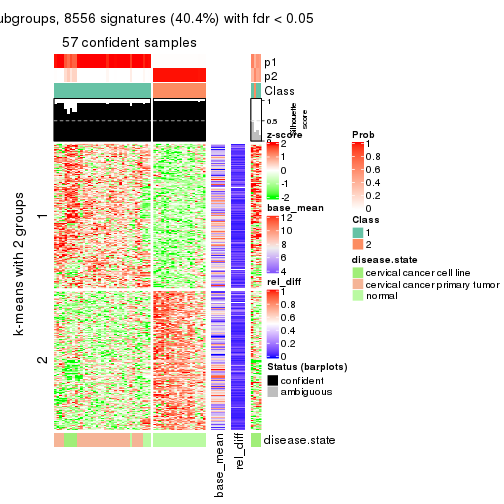 ubgroups, 8556 signatures (40.4%) with fdr < 0.05
57 confident samples
p1
p2
Class
1
0.5
0
Silhouette
score
k-means with 2 groups
1
2
base_mean
rel_diff
disease.state
z-score
2
1
0
-1
-2
base_mean
12
10
8
6
4
rel_diff
1
0.8
0.6
0.4
0.2
0
Status (barplots)
confident
ambiguous
Prob
1
0.8
0.6
0.4
0.2
0
Class
1
2
disease.state
cervical cancer cell line
cervical cancer primary tumor
normal